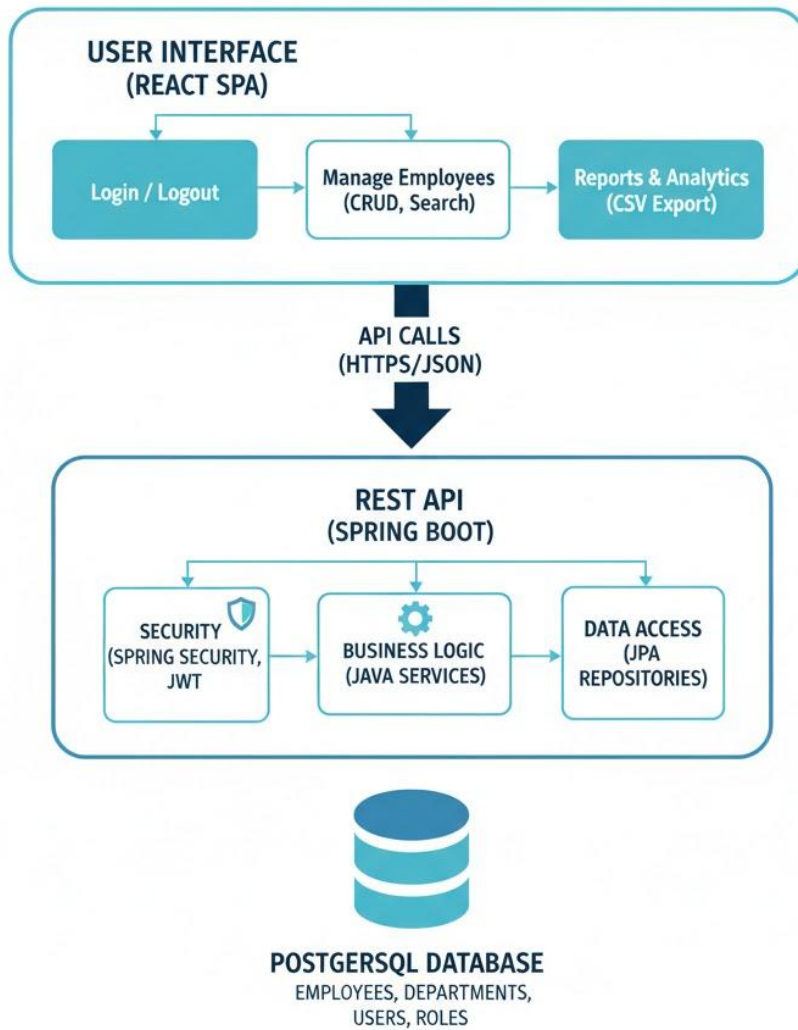 USER INTERFACE
(REACT SPA)
Login / Logout
Manage Employees
(CRUD, Search)
Reports & Analytics
(CSV Export)
API CALLS
(HTTPS/JSON)
REST API
(SPRING BOOT)
SECURITY
(SPRING SECURITY,
JWT
BUSINESS LOGIC
(JAVA SERVICES)
DATA ACCESS
(JPA
REPOSITORIES)
POSTGERSQL DATABASE
EMPLOYEES, DEPARTMENTS,
USERS, ROLES